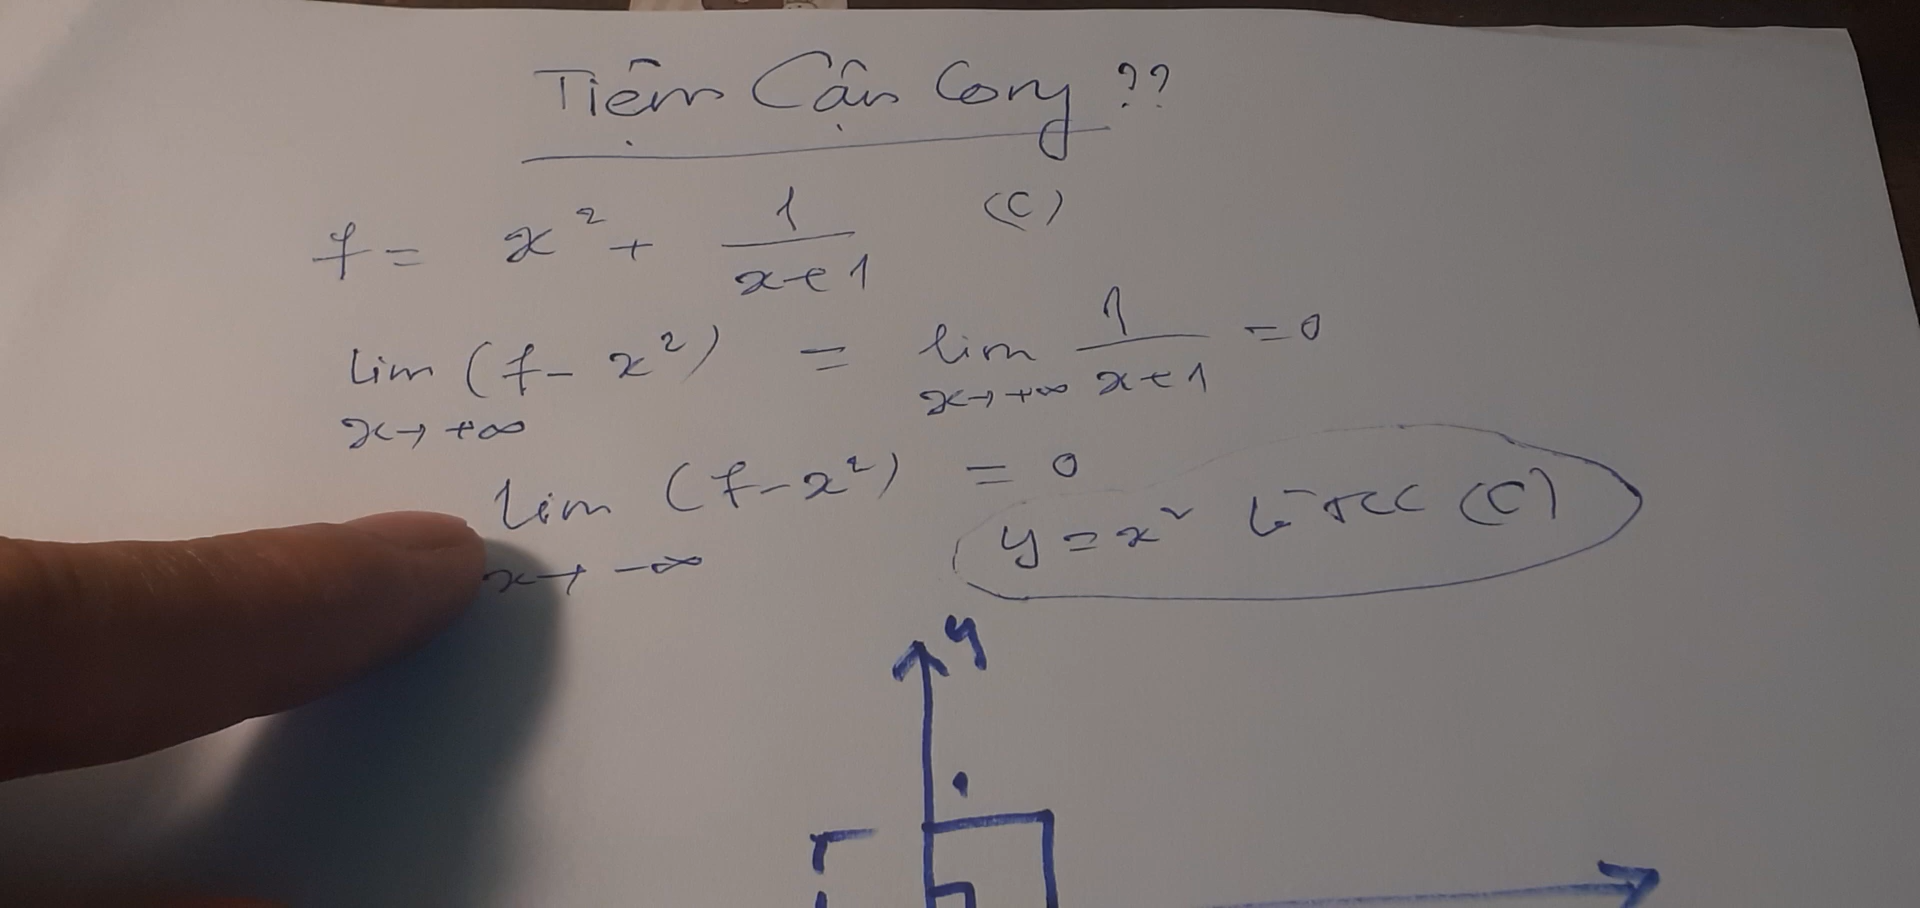 Tiệm Cận Cong ??
f = x² + 1/(x+1) (C)
lim (f - x²) = lim 1/(x+1) = 0
x→+∞ x→+∞
lim (f - x²) = 0
x→ -∞
y = x² là TCC (C)
y